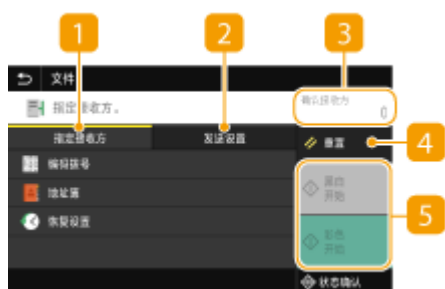 1
2
3
文件
指定接收方。
确认接收方
0
指定接收方
发送设置
重置
4
编码拨号
地址簿
恢复设置
黑白
开始
5
彩色
开始
状态确认